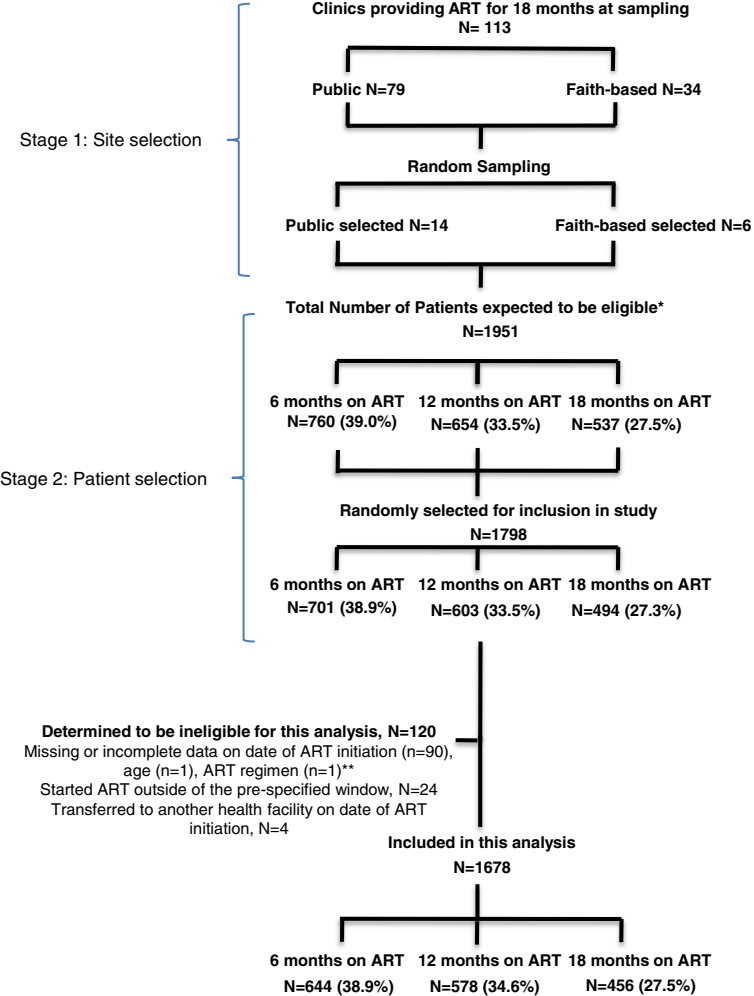 Clinics providing ART for 18 months at sampling
N= 113
Public N=79
Faith-based N=34
Stage 1: Site selection
Random Sampling
Public selected N=14
Faith-based selected N=6
Total Number of Patients expected to be eligible*
N=1951
6 months on ART 12 months on ART 18 months on ART
N=760 (39.0%) N=654 (33.5%) N=537 (27.5%)
Stage 2: Patient selection
Randomly selected for inclusion in study
N=1798
6 months on ART 12 months on ART 18 months on ART
N=701 (38.9%) N=603 (33.5%) N=494 (27.3%)
Determined to be ineligible for this analysis, N=120
Missing or incomplete data on date of ART initiation (n=90),
age (n=1), ART regimen (n=1)**
Started ART outside of the pre-specified window, N=24
Transferred to another health facility on date of ART
initiation, N=4
Included in this analysis
N=1678
6 months on ART 12 months on ART 18 months on ART
N=644 (38.9%) N=578 (34.6%) N=456 (27.5%)